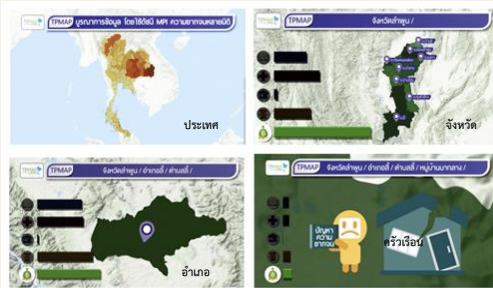 TPMAP บูรณาการข้อมูล โดยใช้ดัชนี MPI ความยากจนหลายมิติ
ประเทศ
TPMAP จังหวัดลำพูน /
จังหวัด
TPMAP จังหวัดลำพูน / อำเภอลี้ / ตำบลลี้ /
อำเภอ
TPMAP จังหวัดลำพูน / อำเภอลี้ / ตำบลลี้ / หมู่บ้านนากลาง /
ปัญหา
ความ
ยากจน
ครัวเรือน